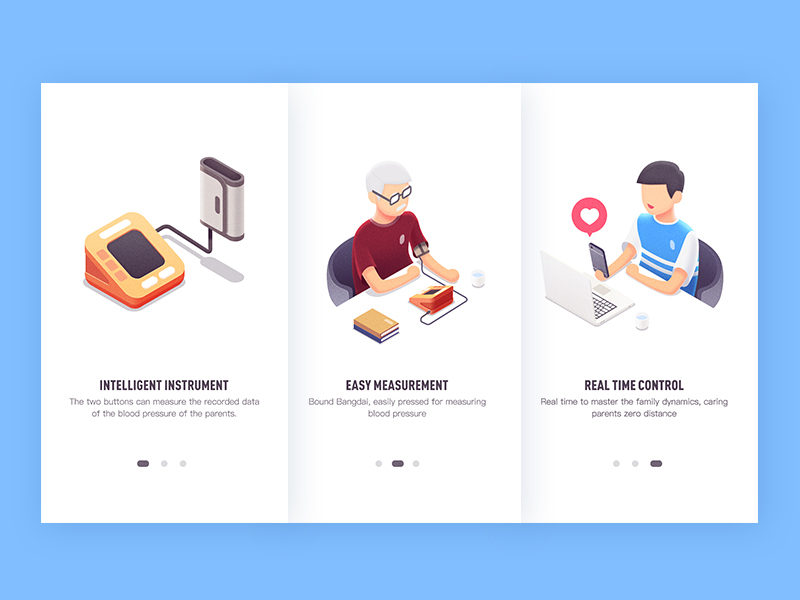 INTELLIGENT INSTRUMENT
The two buttons can measure the recorded data
of the blood pressure of the parents.
EASY MEASUREMENT
Bound Bangdai, easily pressed for measuring
blood pressure
REAL TIME CONTROL
Real time to master the family dynamics, caring
parents zero distance